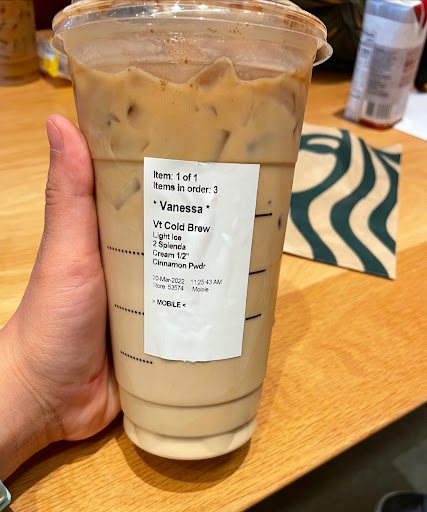 Item: 1 of 1
Items in order: 3
* Vanessa *
Vt Cold Brew
Light Ice
2 Splenda
Cream 1/2"
Cinnamon Pwdr
20-Mar-2022 11:25:43 AM
Store: 53574 Mobile
> MOBILE <